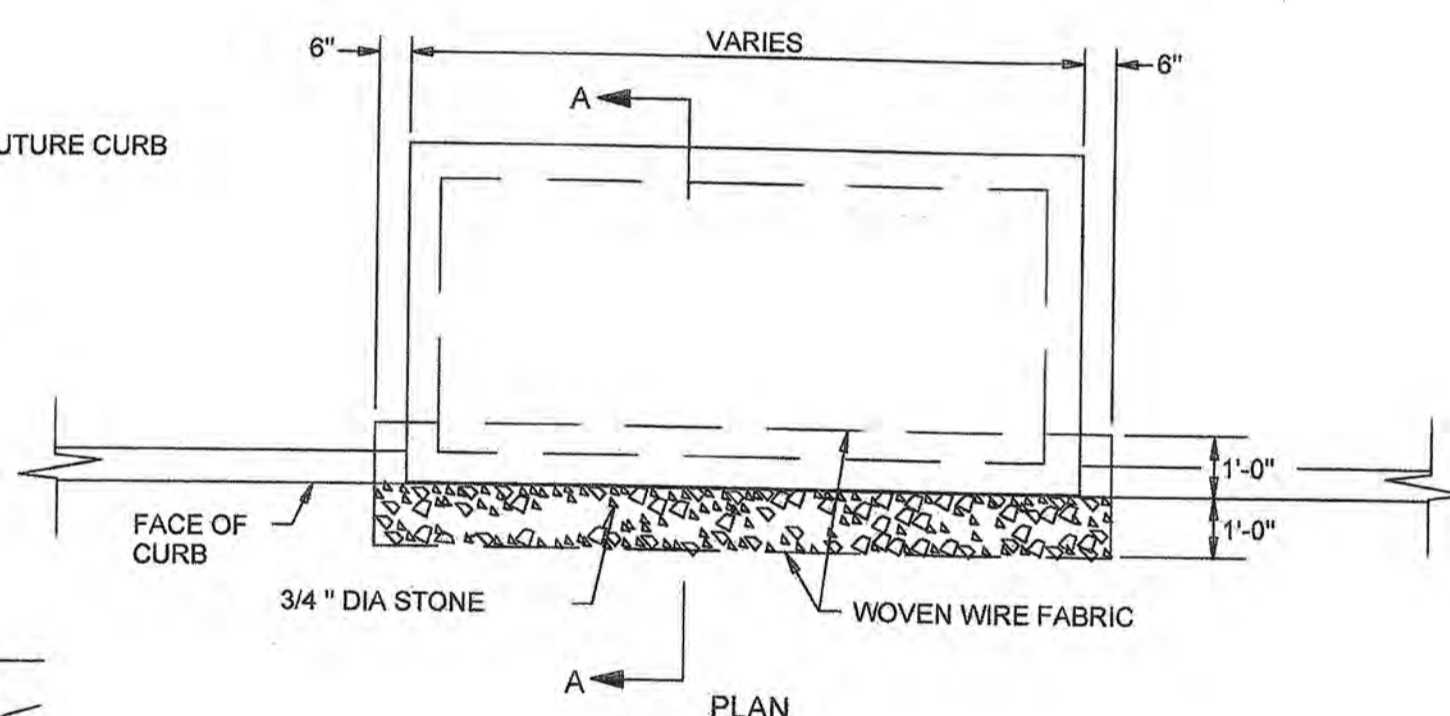 VARIES
6"
6"
A
UTURE CURB
1'-0"
FACE OF
CURB
1'-0"
3/4 " DIA STONE
WOVEN WIRE FABRIC
A
PLAN